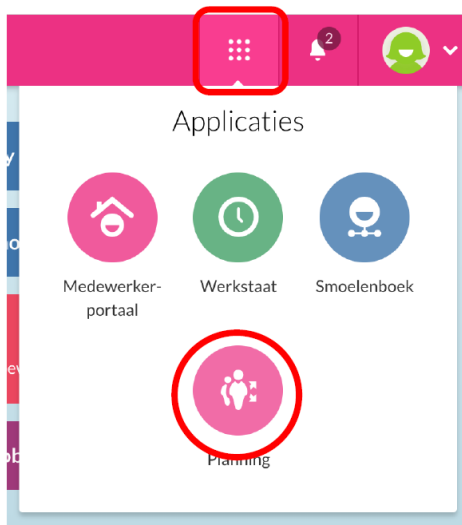 2
Applicaties
Medewerker-
portaal
Werkstaat
Smoelenboek
Planning